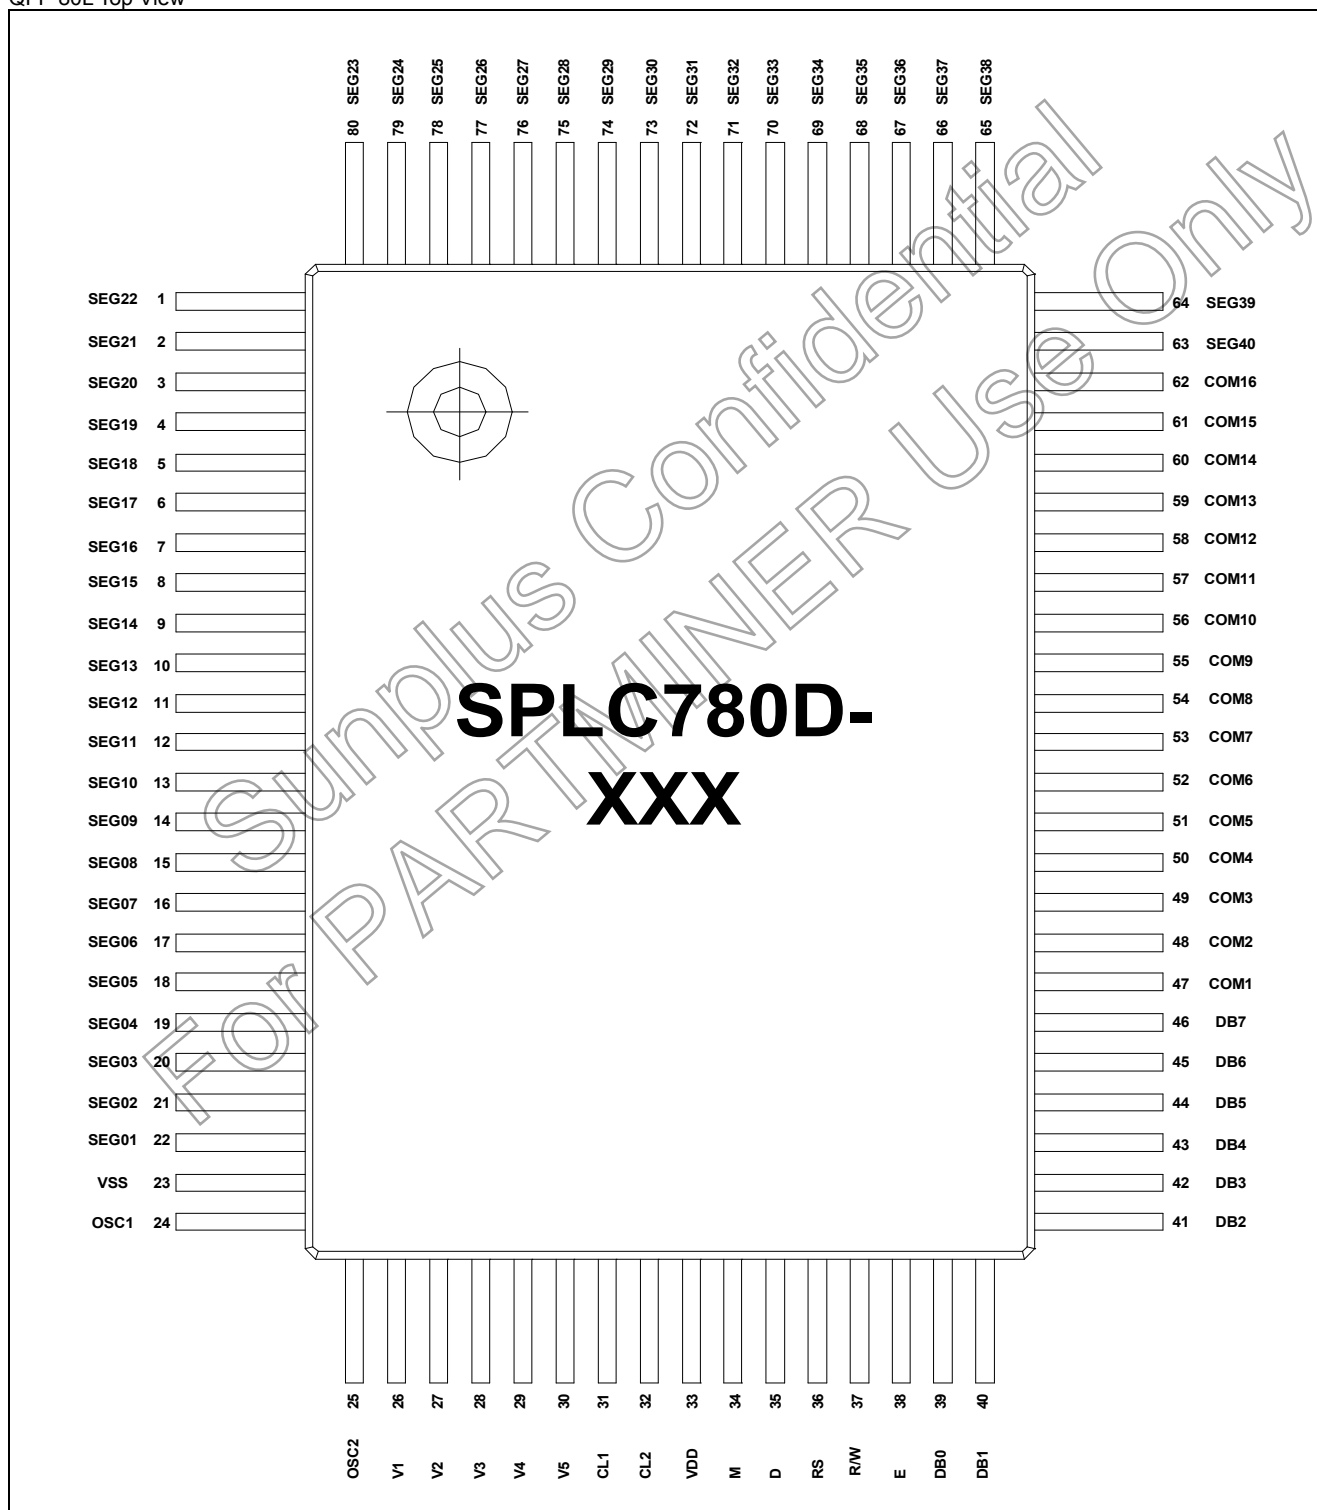 QFP 80L Top View
80 SEG23
79 SEG24
78 SEG25
77 SEG26
76 SEG27
75 SEG28
74 SEG29
73 SEG30
72 SEG31
71 SEG32
70 SEG33
69 SEG34
68 SEG35
67 SEG36
66 SEG37
65 SEG38
SEG22 1
SEG21 2
SEG20 3
SEG19 4
SEG18 5
SEG17 6
SEG16 7
SEG15 8
SEG14 9
SEG13 10
SEG12 11
SEG11 12
SEG10 13
SEG09 14
SEG08 15
SEG07 16
SEG06 17
SEG05 18
SEG04 19
SEG03 20
SEG02 21
SEG01 22
VSS 23
OSC1 24
SPLC780D-
XXX
Sunplus Confidential
For PARTMINER Use Only
64 SEG39
63 SEG40
62 COM16
61 COM15
60 COM14
59 COM13
58 COM12
57 COM11
56 COM10
55 COM9
54 COM8
53 COM7
52 COM6
51 COM5
50 COM4
49 COM3
48 COM2
47 COM1
46 DB7
45 DB6
44 DB5
43 DB4
42 DB3
41 DB2
OSC2 25
V1 26
V2 27
V3 28
V4 29
V5 30
CL1 31
CL2 32
VDD 33
M 34
D 35
RS 36
R/W 37
E 38
DB0 39
DB1 40